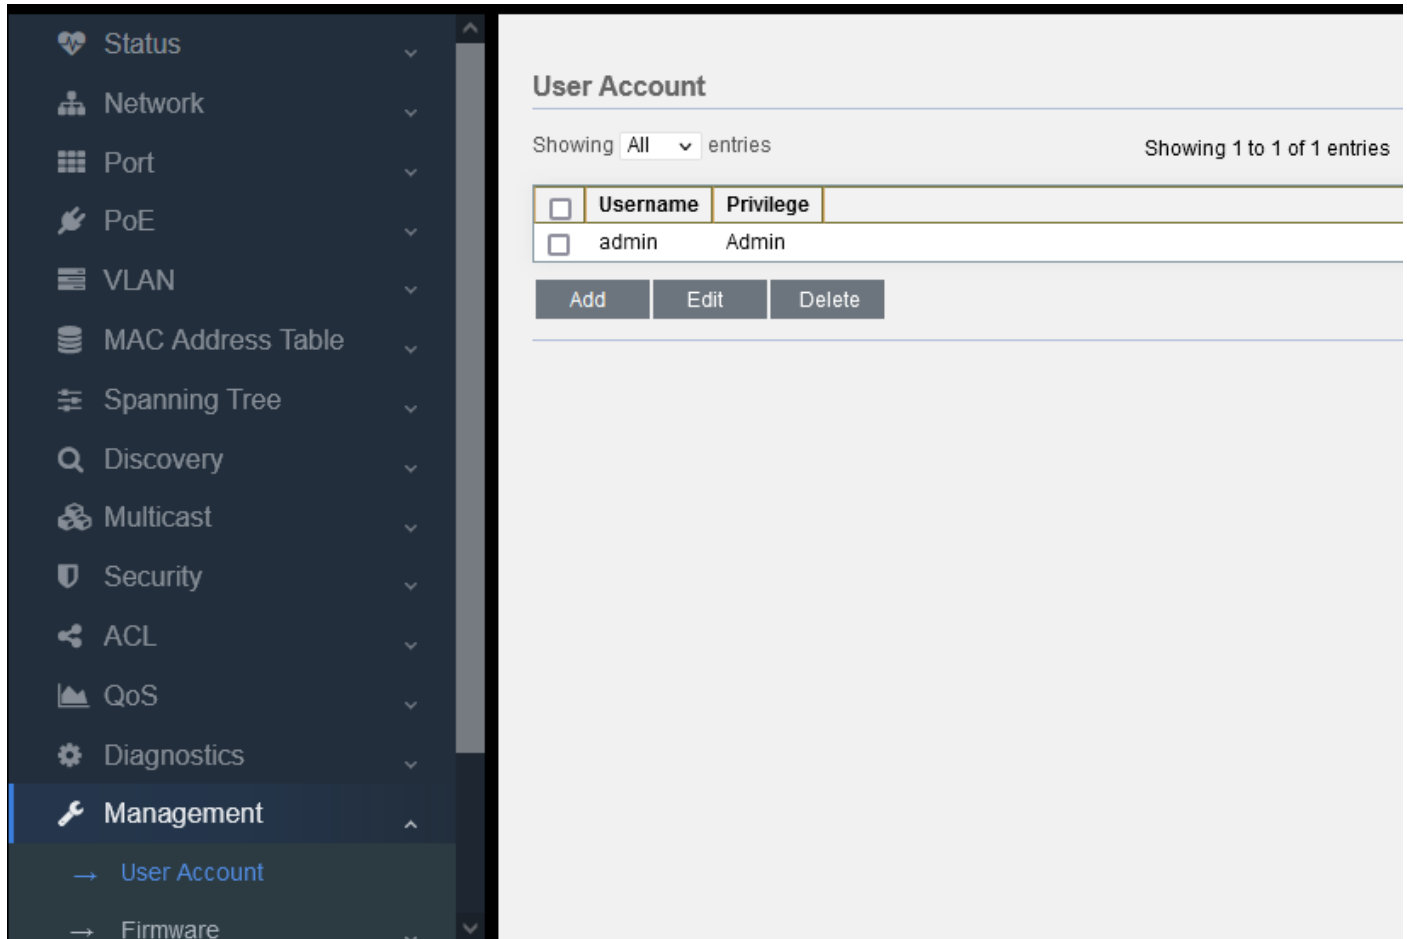 Status
Network
Port
PoE
VLAN
MAC Address Table
Spanning Tree
Discovery
Multicast
Security
ACL
QoS
Diagnostics
Management
User Account
Firmware
User Account
Showing All entries
Showing 1 to 1 of 1 entries
Username Privilege
admin Admin
Add Edit Delete